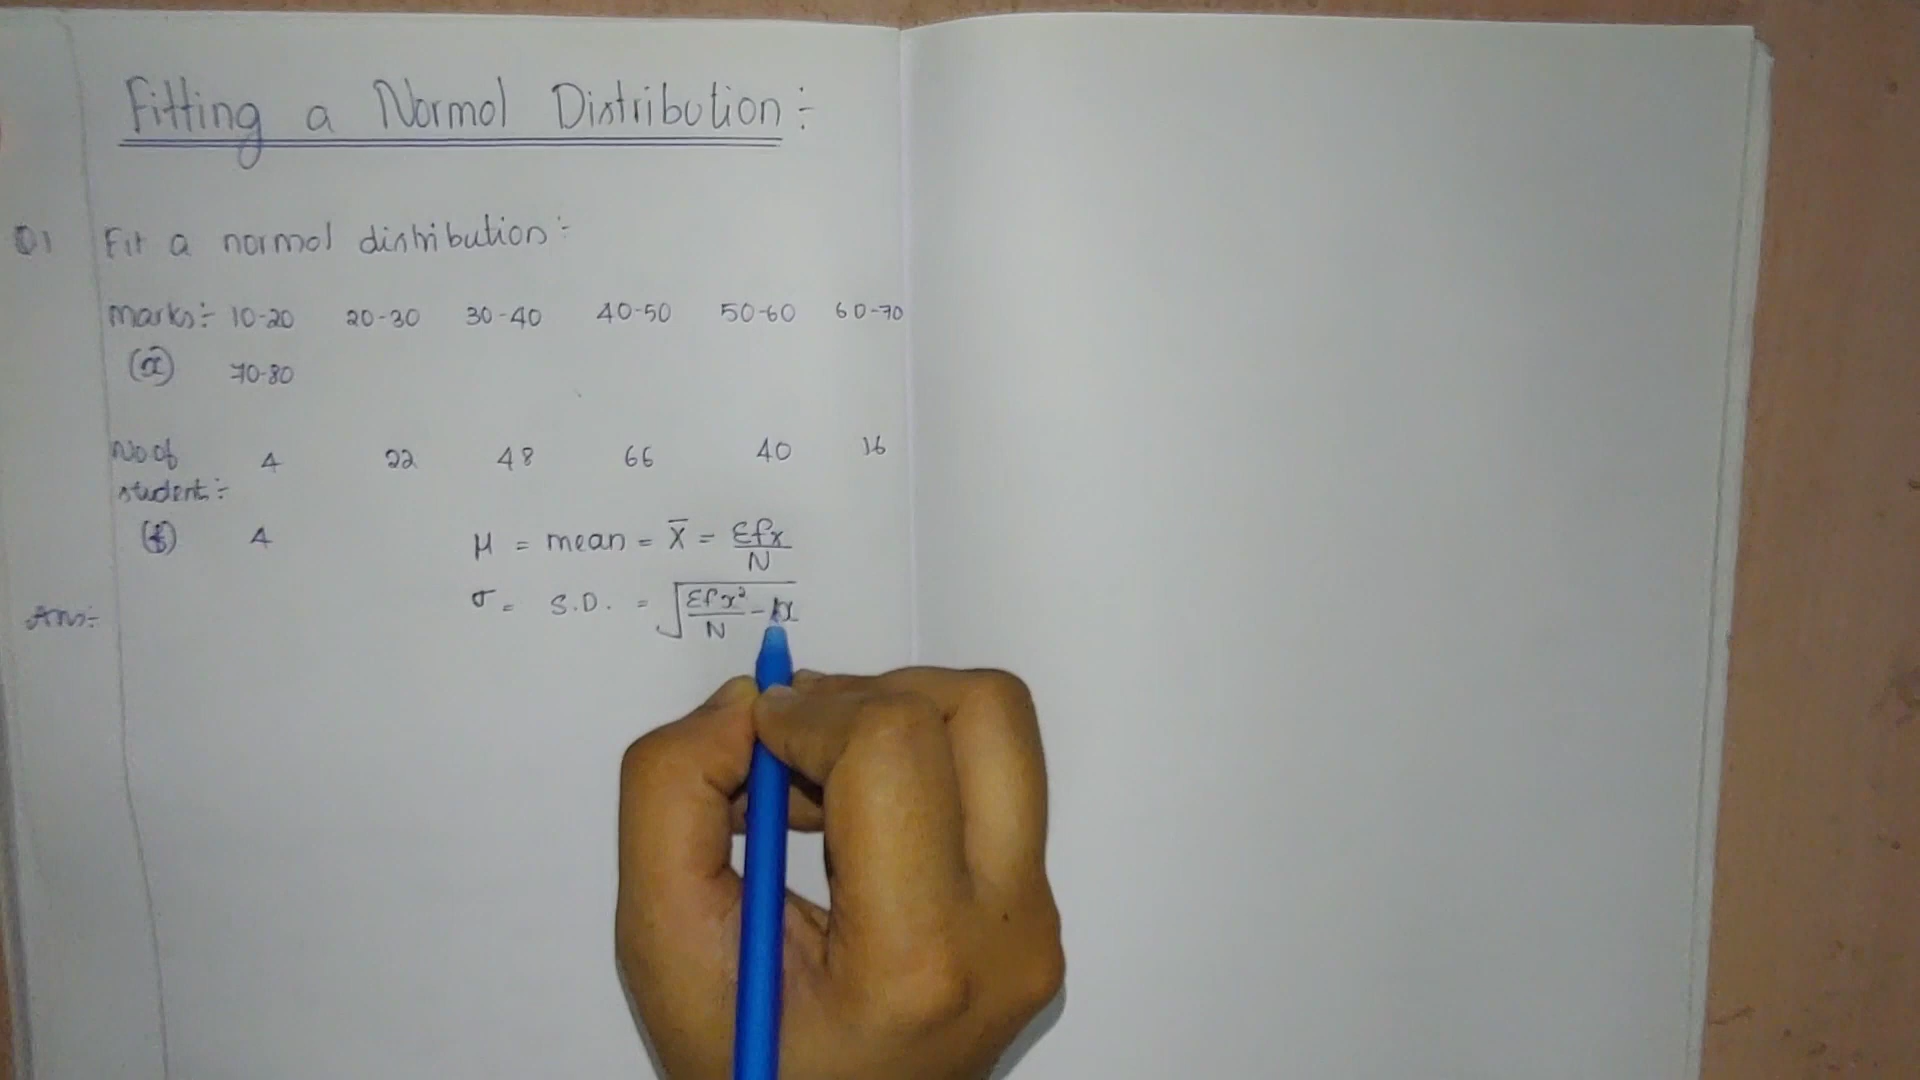 Fitting a Normal Distribution :-
Q1 Fit a normal distribution :-
Marks :- 10-20 20-30 30-40 40-50 50-60 60-70
(x) 70-80
No of 4 22 48 66 40 16
student :-
(f) 4
μ = mean = X̄ = Σfx/N
σ = S.D. = √(Σfx²/N -
Ans :-